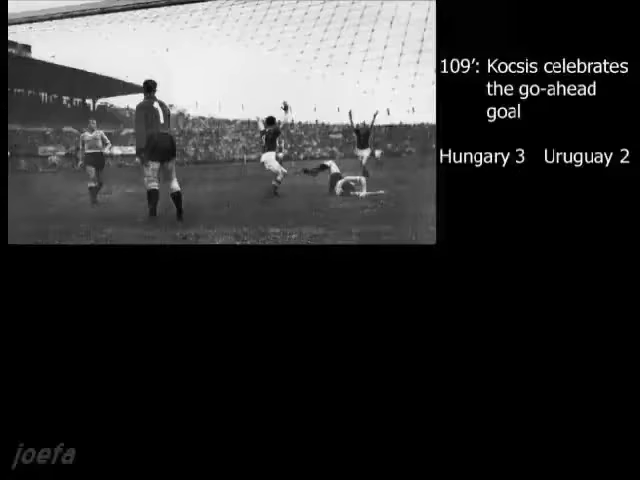 109': Kocsis celebrates
the go-ahead
goal
Hungary 3 Uruguay 2
joefa